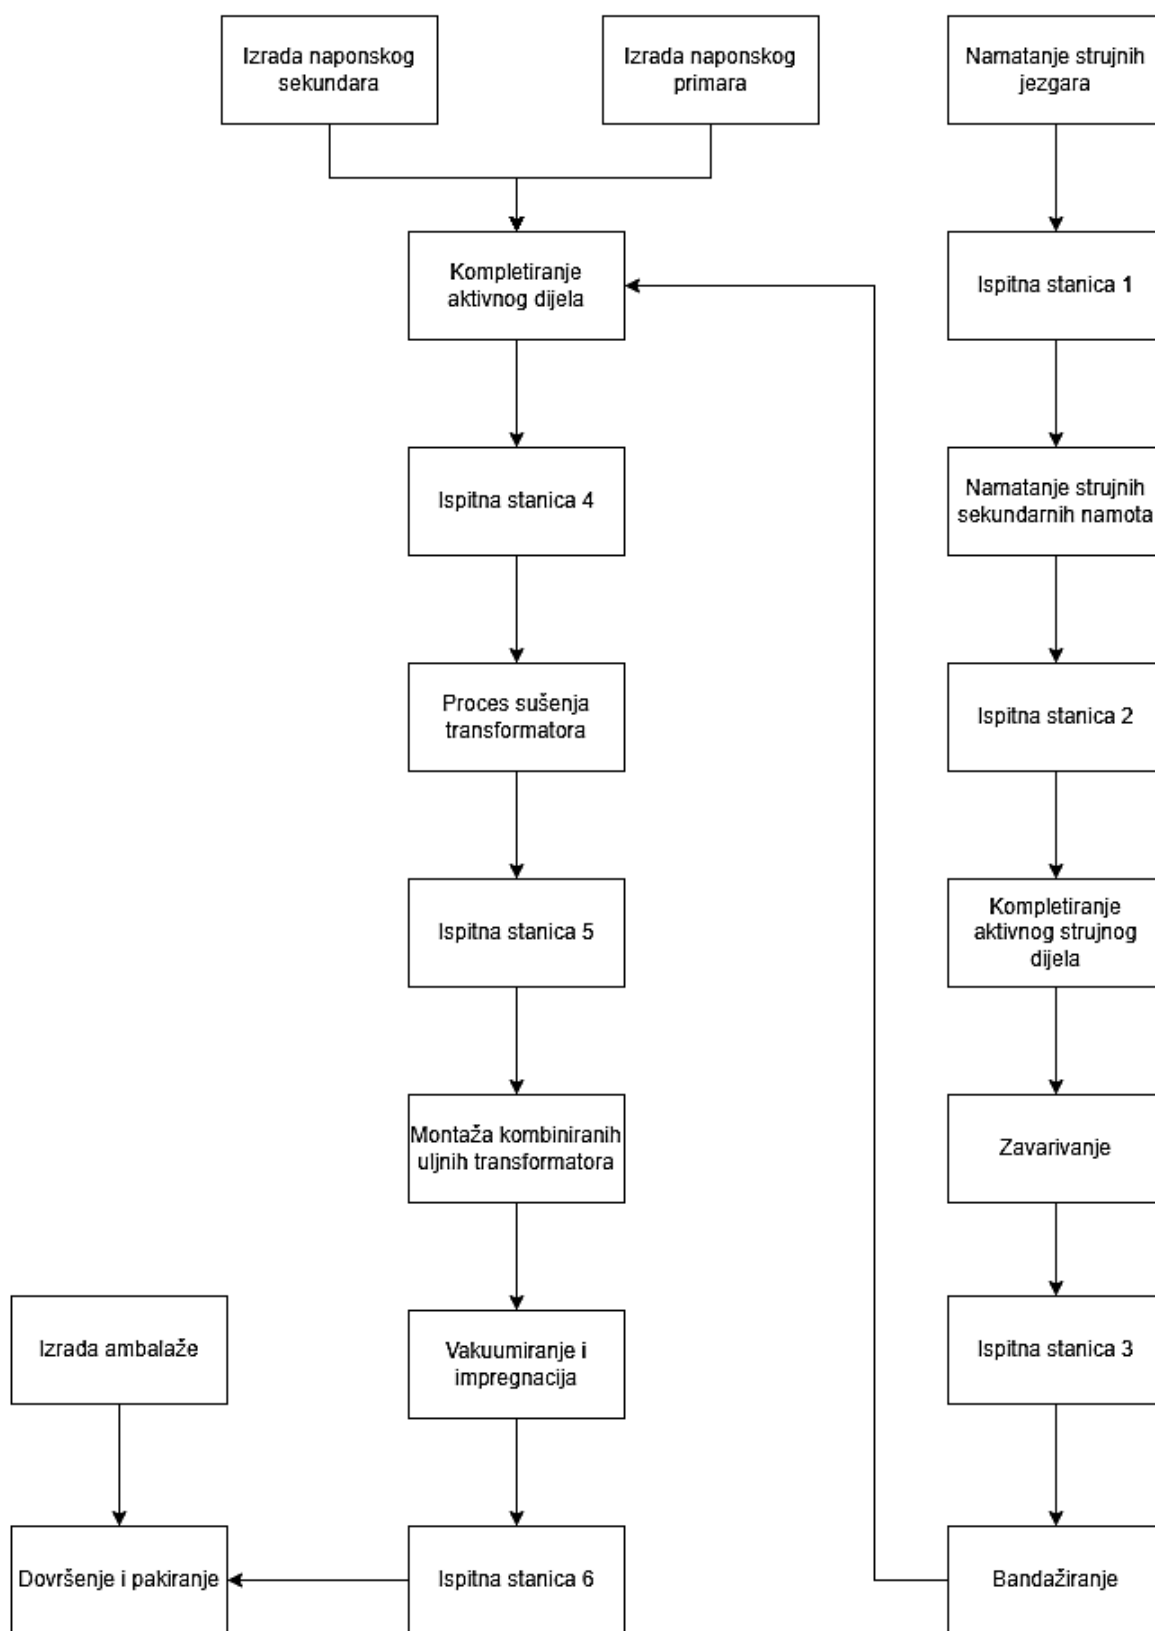 Izrada naponskog
sekundara
Izrada naponskog
primara
Namatanje strujnih
jezgara
Kompletiranje
aktivnog dijela
Ispitna stanica 1
Ispitna stanica 4
Namatanje strujnih
sekundarnih namota
Proces sušenja
transformatora
Ispitna stanica 2
Ispitna stanica 5
Kompletiranje
aktivnog strujnog
dijela
Montaža kombiniranih
uljnih transformatora
Zavarivanje
Izrada ambalaže
Vakuumiranje i
impregnacija
Ispitna stanica 3
Dovršenje i pakiranje
Ispitna stanica 6
Bandažiranje